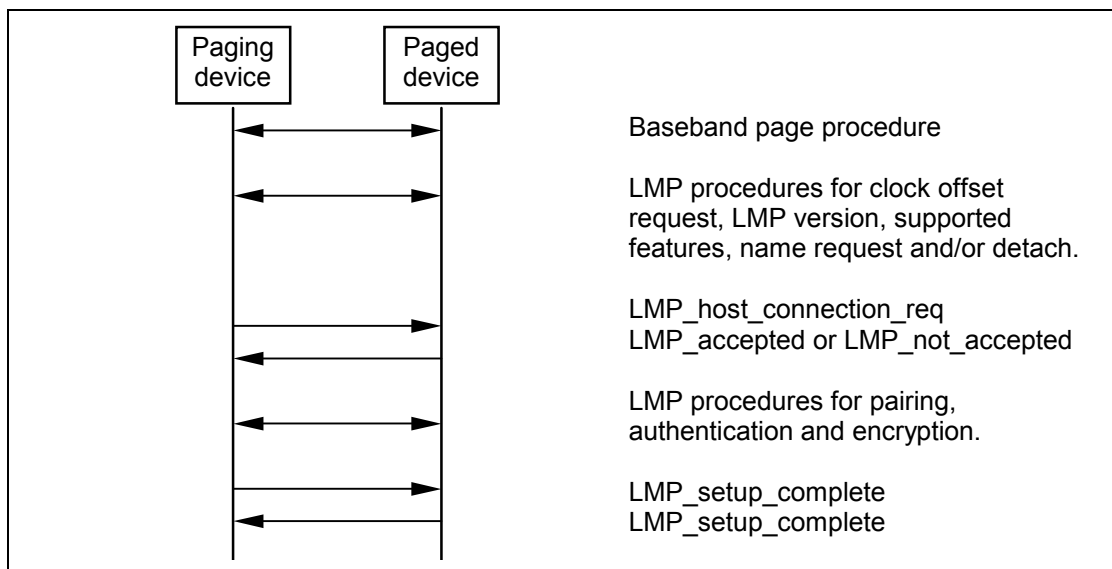 Paging
device
Paged
device
Baseband page procedure
LMP procedures for clock offset
request, LMP version, supported
features, name request and/or detach.
LMP_host_connection_req
LMP_accepted or LMP_not_accepted
LMP procedures for pairing,
authentication and encryption.
LMP_setup_complete
LMP_setup_complete